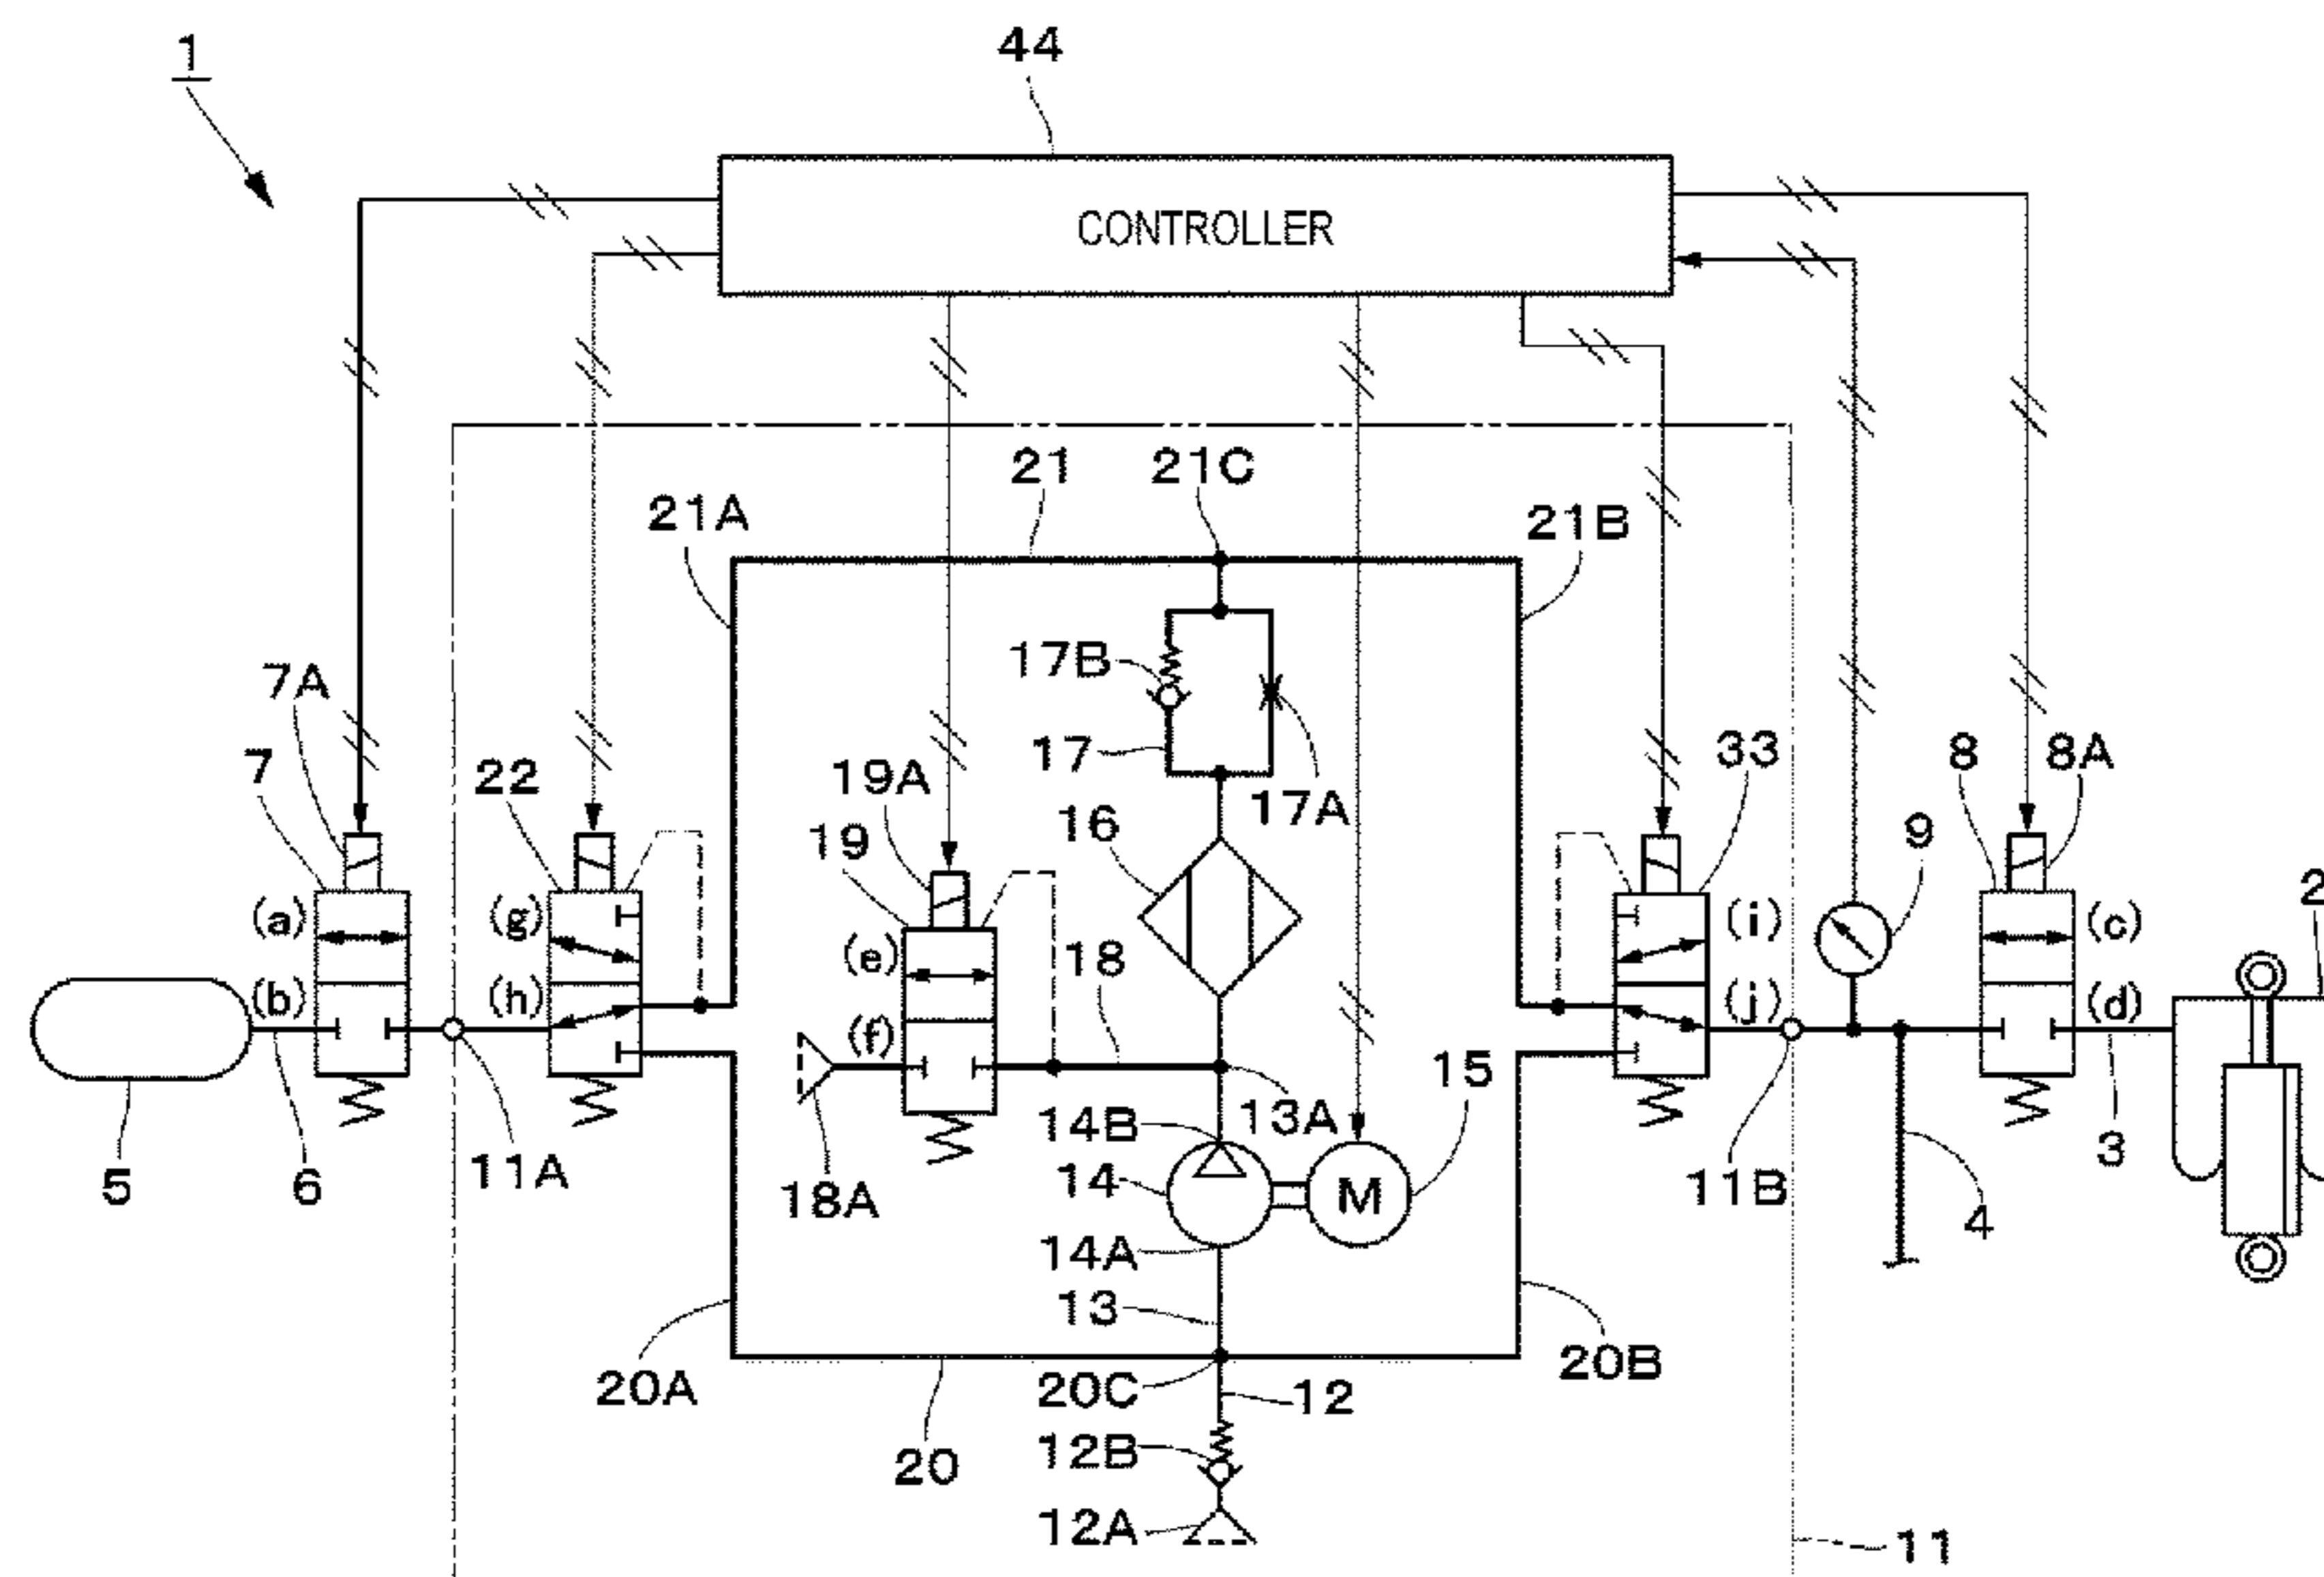 1
44
CONTROLLER
21
21C
21A
21B
17B
7A
17
33
8
8A
7
22
19A
17A
16
9
19
2
(a)
(g)
(i)
(c)
(e)
18
(b)
(h)
(j)
(d)
(f)
15
13A
14B
5
6
11A
18A
14
M
11B
4
3
14A
13
20A
20C
12
20B
20
12B
12A
11